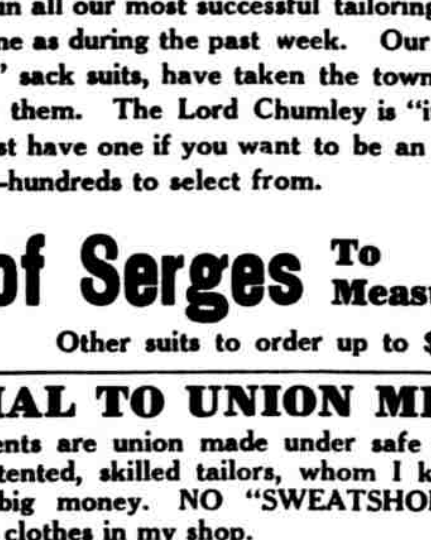 in all our most successful tailoring
ne as during the past week. Our
" sack suits, have taken the town
them. The Lord Chumley is "i
st have one if you want to be an
-hundreds to select from.
of Serges To
Meas
Other suits to order up to $
IAL TO UNION ME
ents are union made under safe
tented, skilled tailors, whom I k
big money. NO "SWEATSHO
clothes in my shop.